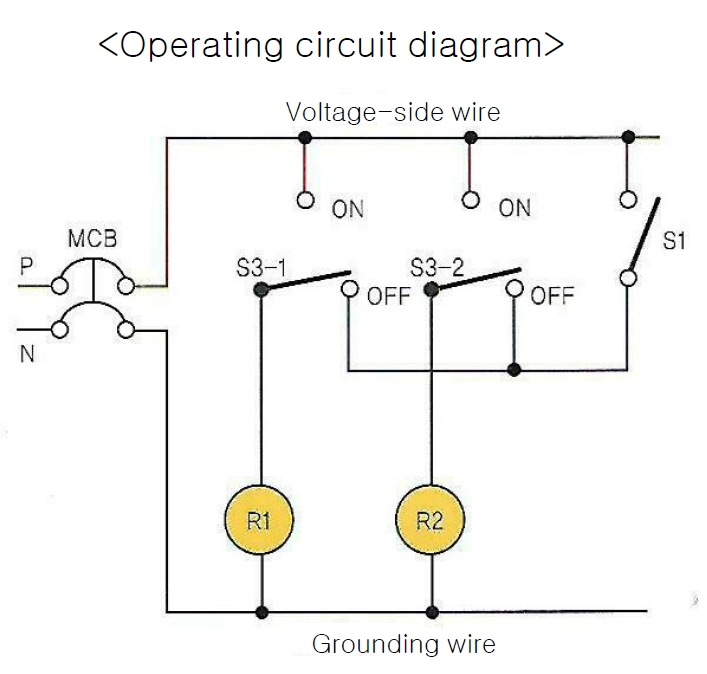 <Operating circuit diagram>
Voltage-side wire
ON
ON
MCB
S1
P
S3-1
S3-2
OFF
OFF
N
R1
R2
Grounding wire